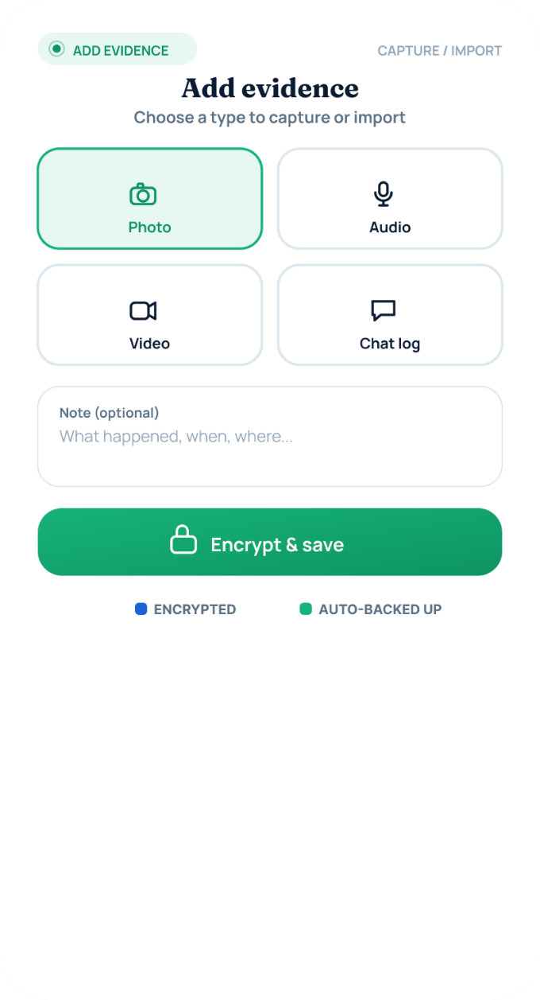 ADD EVIDENCE
CAPTURE / IMPORT
Add evidence
Choose a type to capture or import
Photo
Audio
Video
Chat log
Note (optional)
What happened, when, where...
Encrypt & save
ENCRYPTED
AUTO-BACKED UP